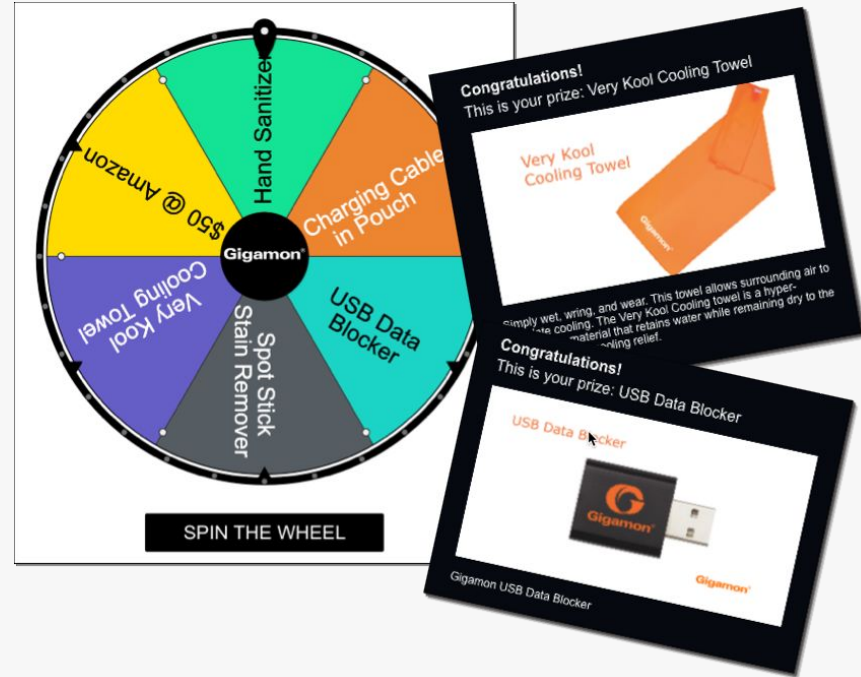 Hand Sanitizer
Charging Cable
in Pouch
USB Data
Blocker
Spot Stick
Stain Remover
Very Kool
Cooling Towel
$50 @ Amazon
Gigamon®
SPIN THE WHEEL
Congratulations!
This is your prize: Very Kool Cooling Towel
Very Kool
Cooling Towel
Gigamon®
Simply wet, wring, and wear. This towel allows surrounding air to
cooling. The Very Kool Cooling towel is a hyper-
material that retains water while remaining dry to the
cooling relief.
Congratulations!
This is your prize: USB Data Blocker
USB Data Blocker
Gigamon®
Gigamon®
Gigamon USB Data Blocker